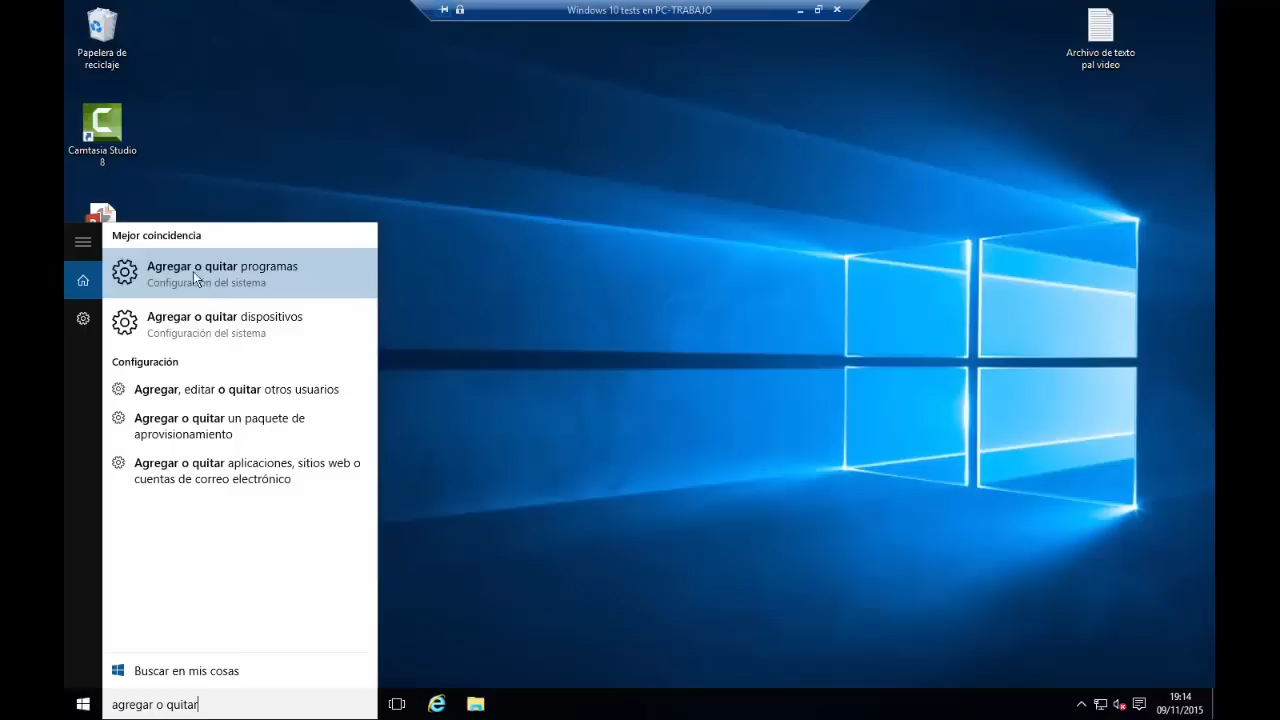 Windows 10 tests en PC-TRABAJO
Papelera de
reciclaje
Archivo de texto
pal video
Camtasia Studio
8
Mejor coincidencia
Agregar o quitar programas
Configuración del sistema
Agregar o quitar dispositivos
Configuración del sistema
Configuración
Agregar, editar o quitar otros usuarios
Agregar o quitar un paquete de
aprovisionamiento
Agregar o quitar aplicaciones, sitios web o
cuentas de correo electrónico
Buscar en mis cosas
agregar o quitar
19:14
09/11/2015